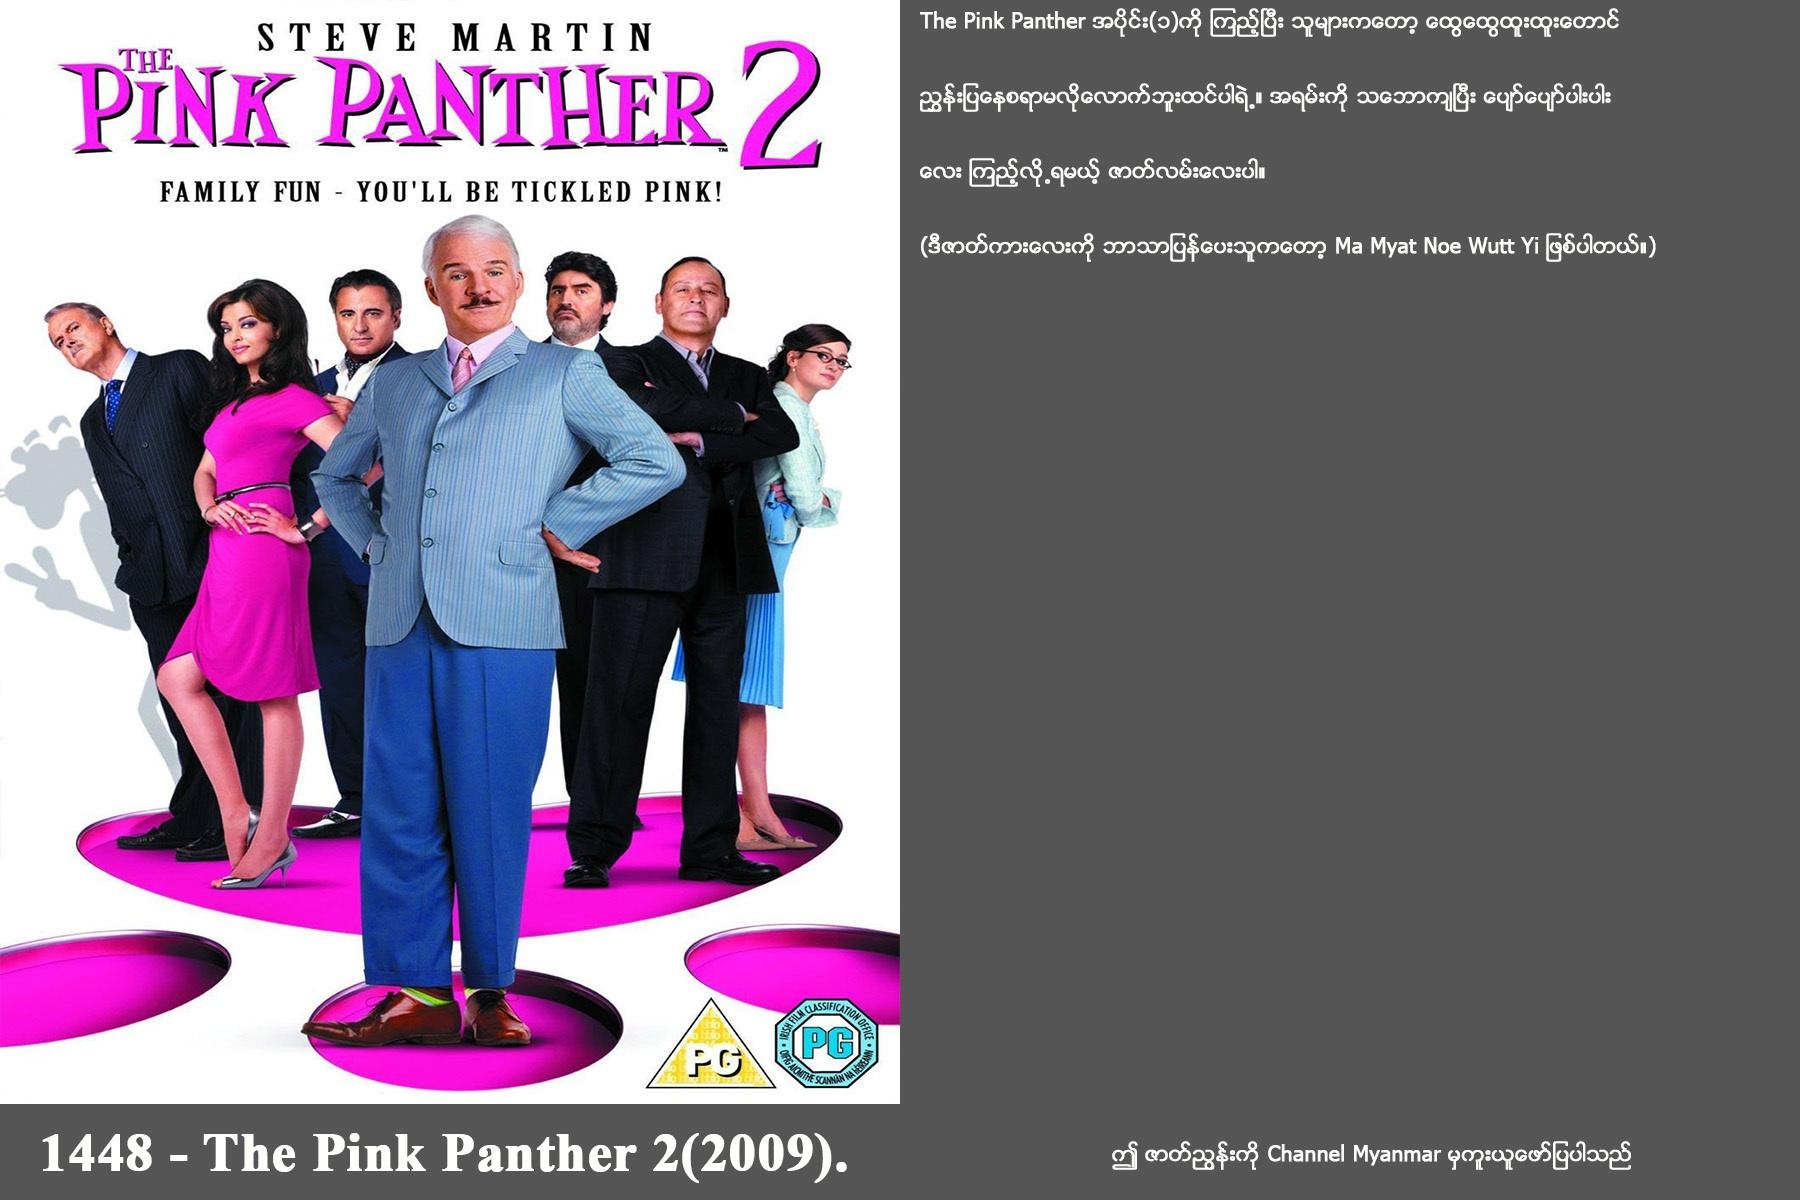 STEVE MARTIN
THE
PINK PANTHER 2
™
FAMILY FUN - YOU'LL BE TICKLED PINK!
PG
IRISH FILM CLASSIFICATION OFFICE
PG
OIFIG AICMITHE SCANNÁN NA hÉIREANN
1448 - The Pink Panther 2(2009).
The Pink Panther အပိုင်း(၁)ကို ကြည့်ပြီး သူများကတော့ ထွေထွေထူးထူးတောင်
ညွှန်းပြနေစရာမလိုလောက်ဘူးထင်ပါရဲ့။ အရမ်းကို သဘောကျပြီး ပျော်ပျော်ပါးပါး
လေး ကြည့်လို့ရမယ့် ဇာတ်လမ်းလေးပါ။
(ဒီဇာတ်ကားလေးကို ဘာသာပြန်ပေးသူကတော့ Ma Myat Noe Wutt Yi ဖြစ်ပါတယ်။)
ဤ ဇာတ်ညွှန်းကို Channel Myanmar မှကူးယူဖော်ပြပါသည်